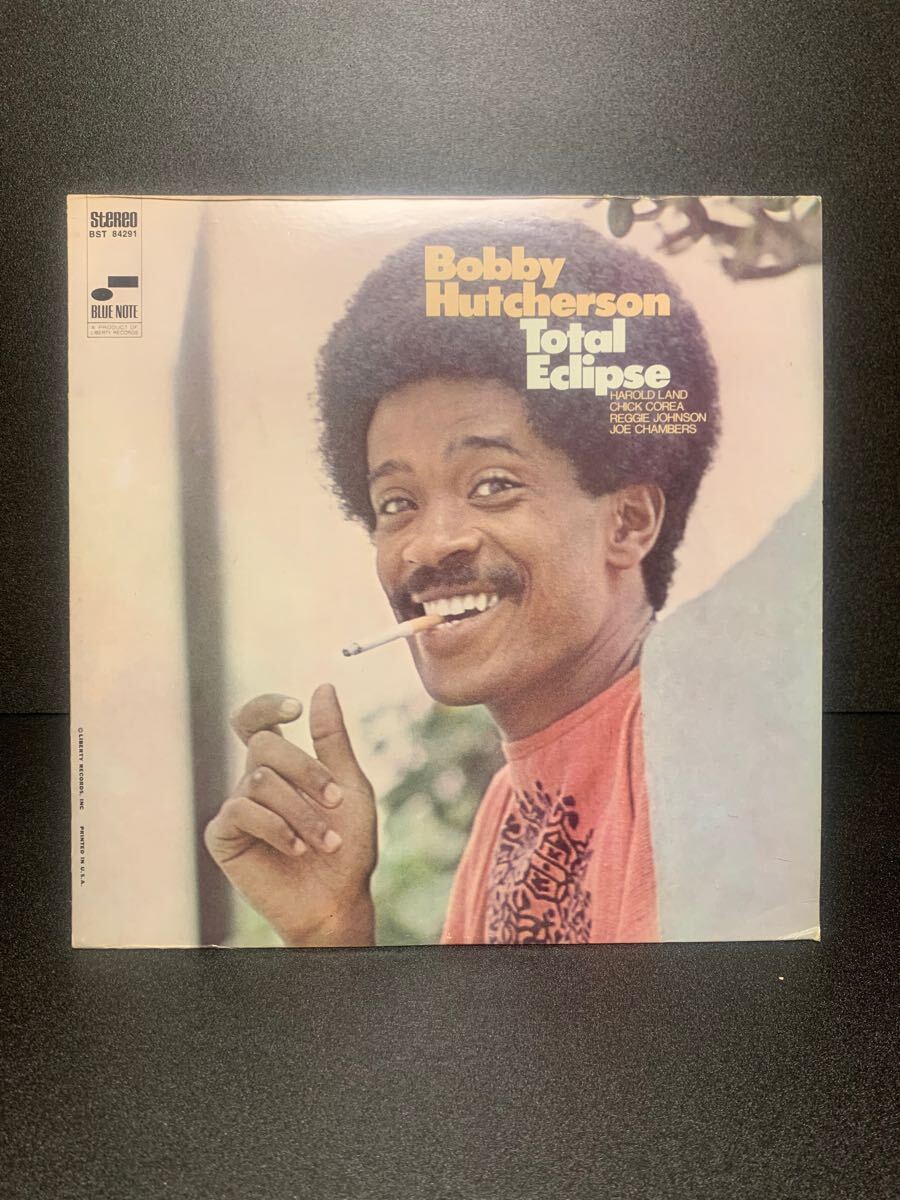 Stereo
BST 84291
BLUE NOTE
A PRODUCT OF
LIBERTY RECORDS
Bobby
Hutcherson
Total
Eclipse
HAROLD LAND
CHICK COREA
REGGIE JOHNSON
JOE CHAMBERS
© LIBERTY RECORDS, INC PRINTED IN U.S.A.